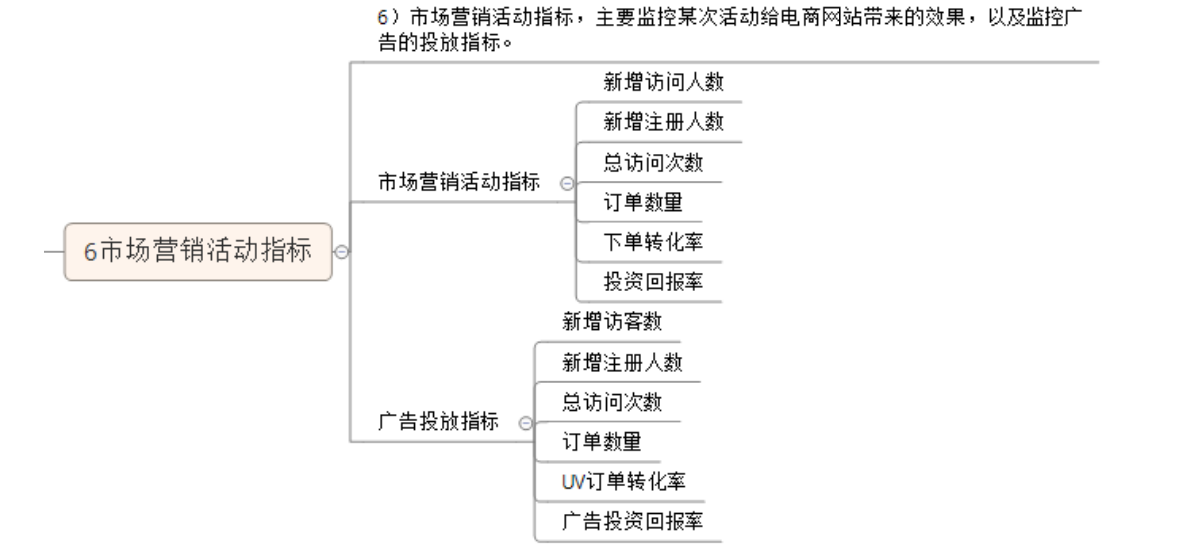 6）市场营销活动指标，主要监控某次活动给电商网站带来的效果，以及监控广
告的投放指标。
新增访问人数
新增注册人数
总访问次数
市场营销活动指标
订单数量
下单转化率
6市场营销活动指标
投资回报率
新增访客数
新增注册人数
总访问次数
广告投放指标
订单数量
UV订单转化率
广告投资回报率